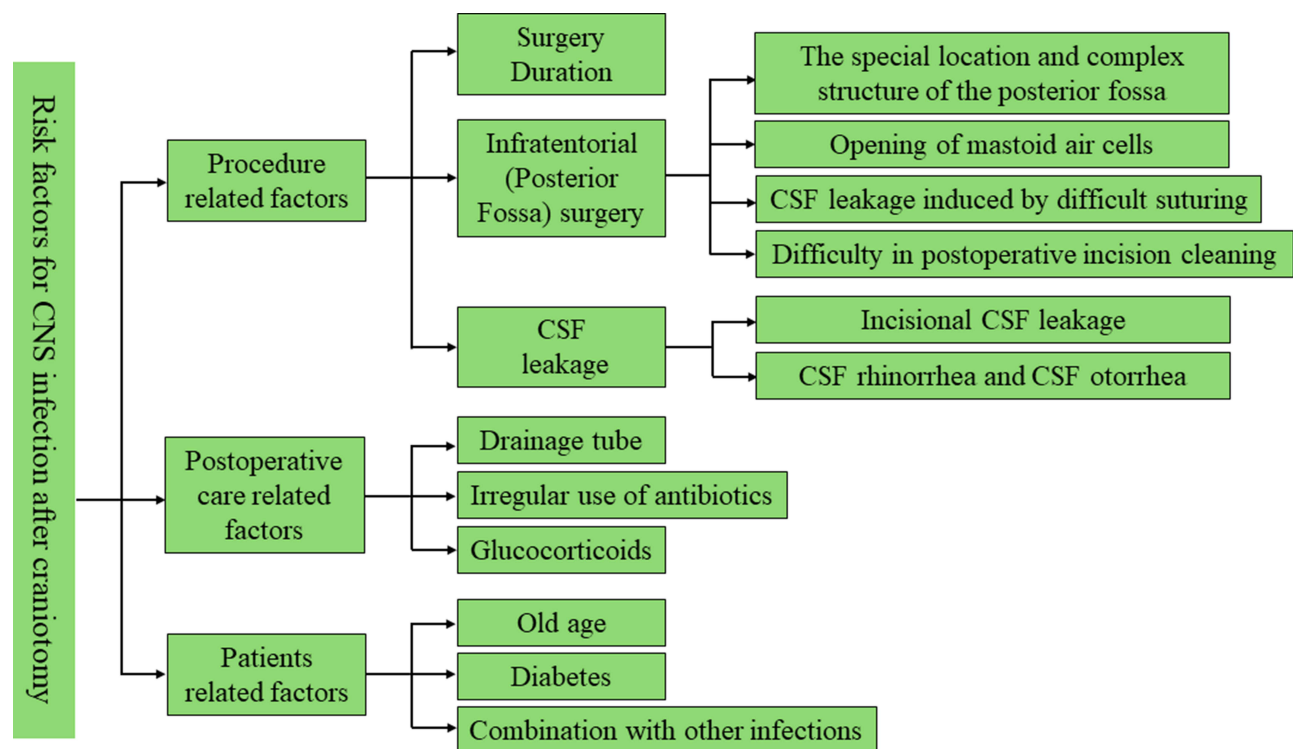 Risk factors for CNS infection after craniotomy
Procedure
related factors
Surgery
Duration
Infratentorial
(Posterior
Fossa) surgery
The special location and complex
structure of the posterior fossa
Opening of mastoid air cells
CSF leakage induced by difficult suturing
Difficulty in postoperative incision cleaning
CSF
leakage
Incisional CSF leakage
CSF rhinorrhea and CSF otorrhea
Postoperative
care related
factors
Drainage tube
Irregular use of antibiotics
Glucocorticoids
Patients
related factors
Old age
Diabetes
Combination with other infections